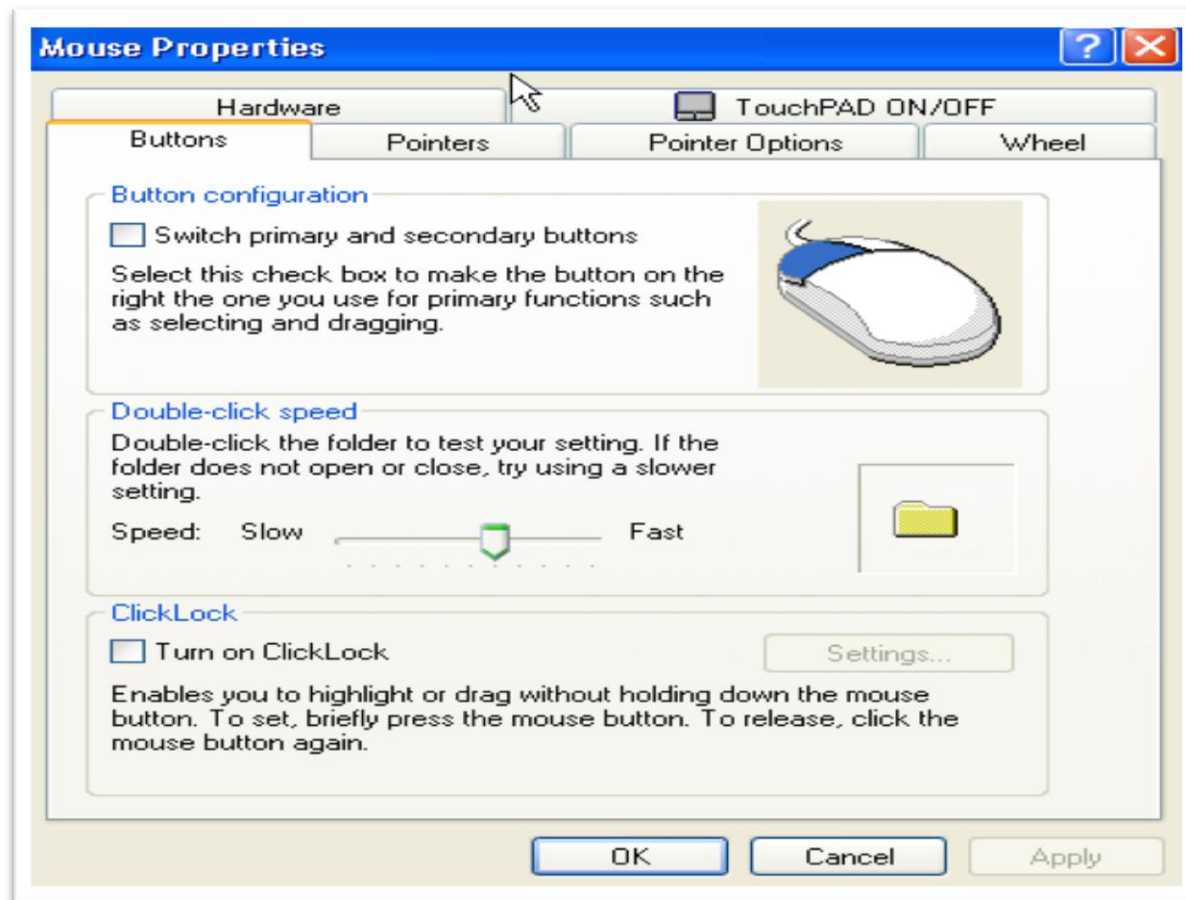 Mouse Properties
Hardware
TouchPAD ON/OFF
Buttons
Pointers
Pointer Options
Wheel
Button configuration
Switch primary and secondary buttons
Select this check box to make the button on the
right the one you use for primary functions such
as selecting and dragging.
Double-click speed
Double-click the folder to test your setting. If the
folder does not open or close, try using a slower
setting.
Speed: Slow Fast
ClickLock
Turn on ClickLock
Settings...
Enables you to highlight or drag without holding down the mouse
button. To set, briefly press the mouse button. To release, click the
mouse button again.
OK
Cancel
Apply